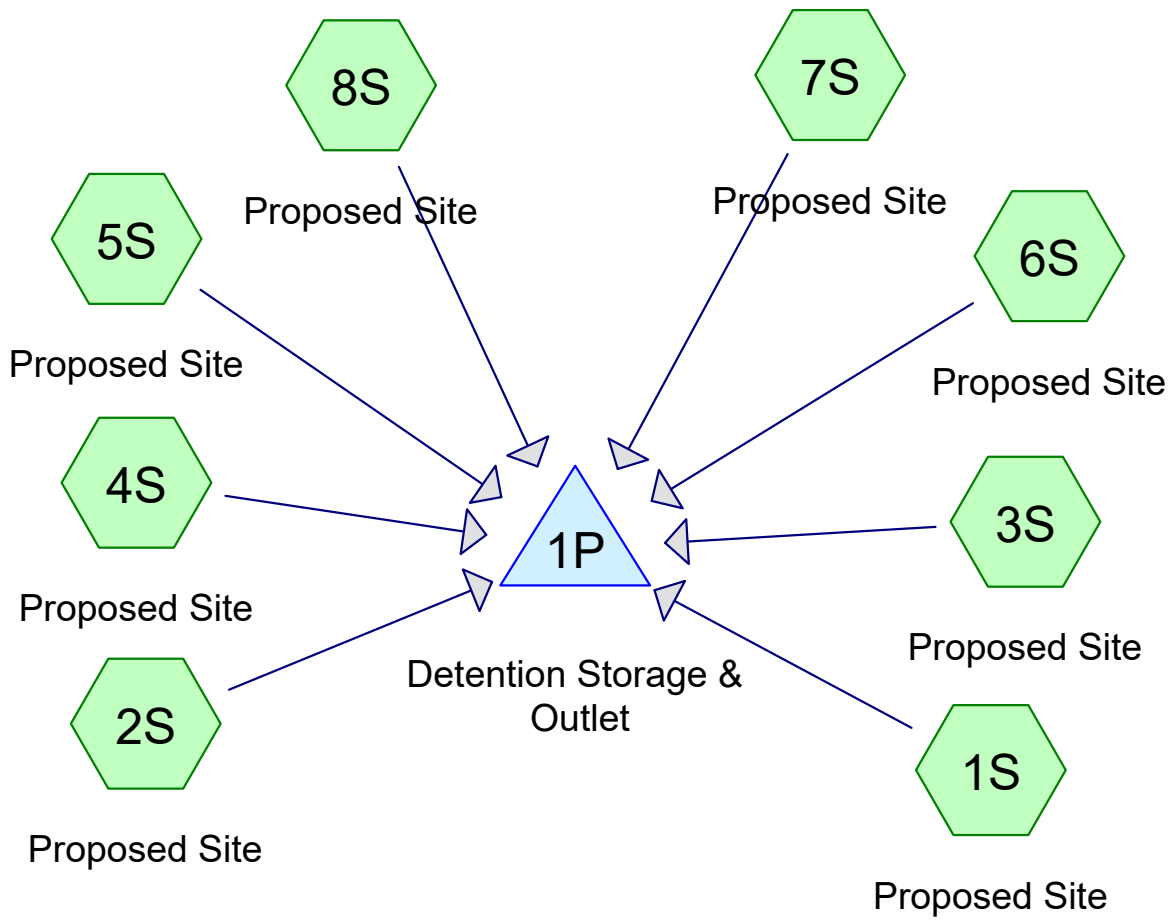 8S
Proposed Site
7S
Proposed Site
5S
Proposed Site
6S
Proposed Site
4S
Proposed Site
3S
Proposed Site
1P
Detention Storage &
Outlet
2S
Proposed Site
1S
Proposed Site